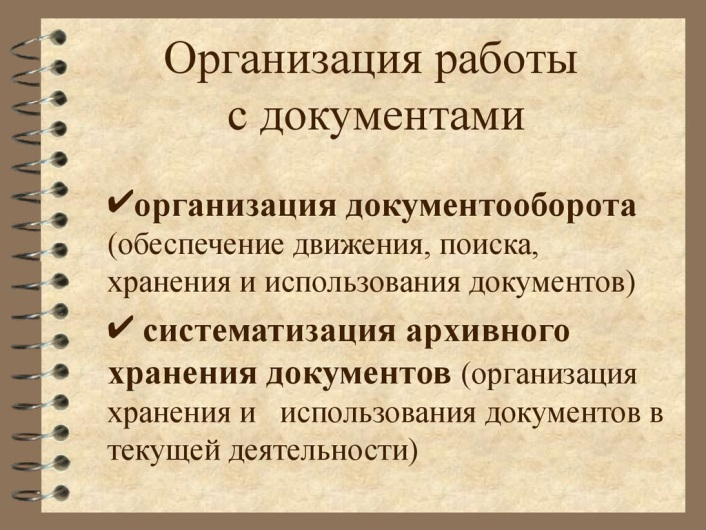 Организация работы
с документами
✔организация документооборота
(обеспечение движения, поиска,
хранения и использования документов)
✔ систематизация архивного
хранения документов (организация
хранения и использования документов в
текущей деятельности)